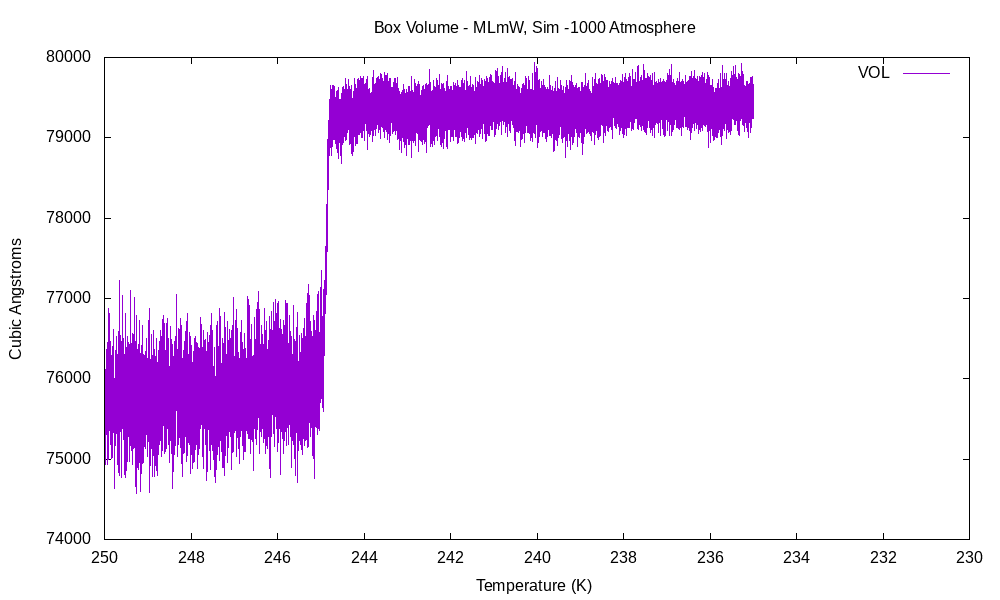 Box Volume - MLmW, Sim -1000 Atmosphere
VOL
80000
79000
78000
77000
76000
75000
74000
Cubic Angstroms
250 248 246 244 242 240 238 236 234 232 230
Temperature (K)